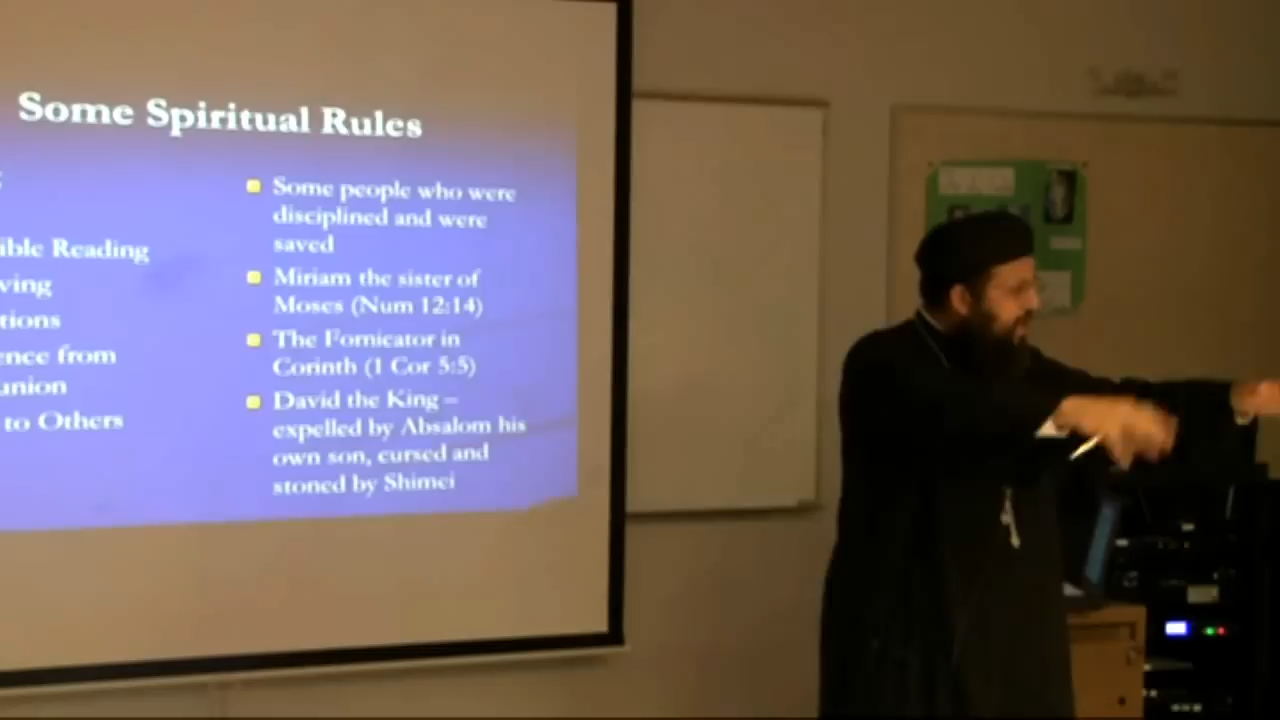 Some Spiritual Rules
ible Reading
ving
tions
ence from
union
to Others
Some people who were
disciplined and were
saved
Miriam the sister of
Moses (Num 12:14)
The Fornicator in
Corinth (1 Cor 5:5)
David the King –
expelled by Absalom his
own son, cursed and
stoned by Shimei